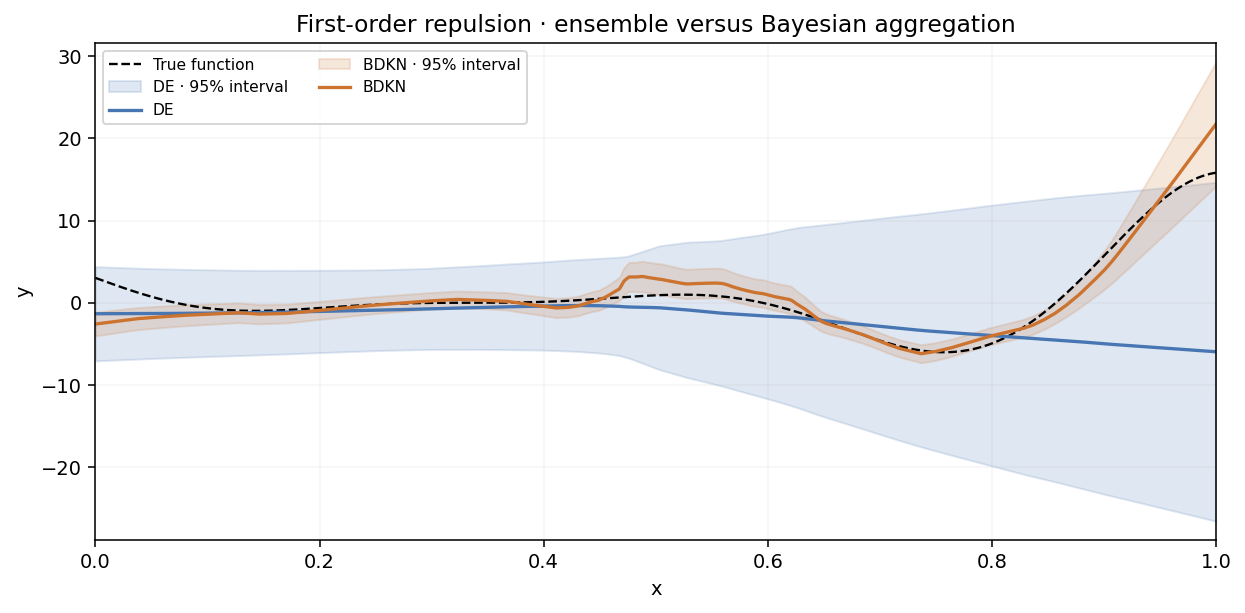 First-order repulsion · ensemble versus Bayesian aggregation
True function
DE · 95% interval
DE
BDKN · 95% interval
BDKN
30
20
10
0
−10
−20
y
0.0 0.2 0.4 0.6 0.8 1.0
x